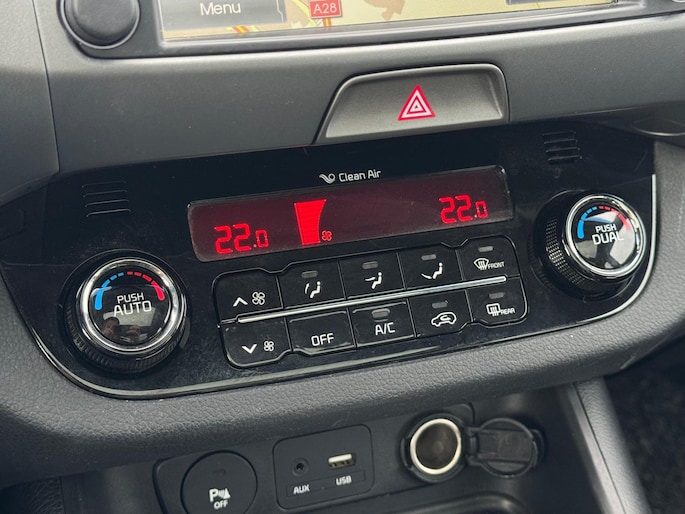 Menu
A28
Clean Air
22.0
22.0
PUSH
AUTO
PUSH
DUAL
FRONT
OFF
A/C
REAR
P
OFF
AUX
USB